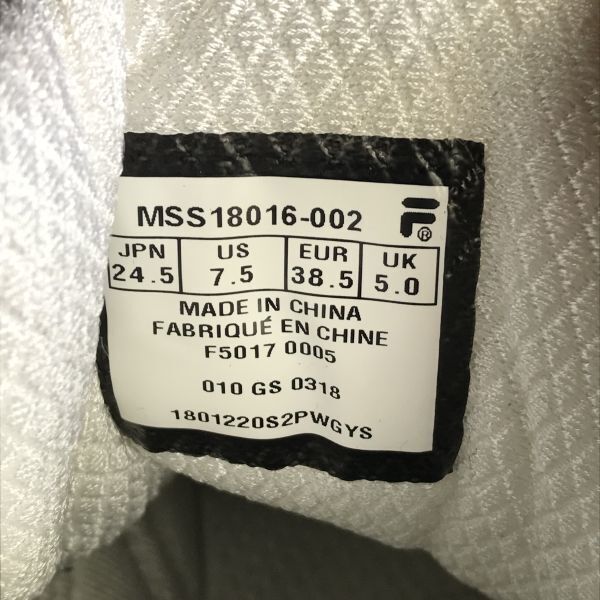 MSS18016-002
F®
JPN US EUR UK
24.5 7.5 38.5 5.0
MADE IN CHINA
FABRIQUÉ EN CHINE
F5017 0005
010 GS 0318
1801220S2PWGYS